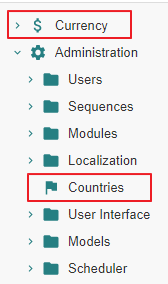 $ Currency
Administration
Users
Sequences
Modules
Localization
Countries
User Interface
Models
Scheduler